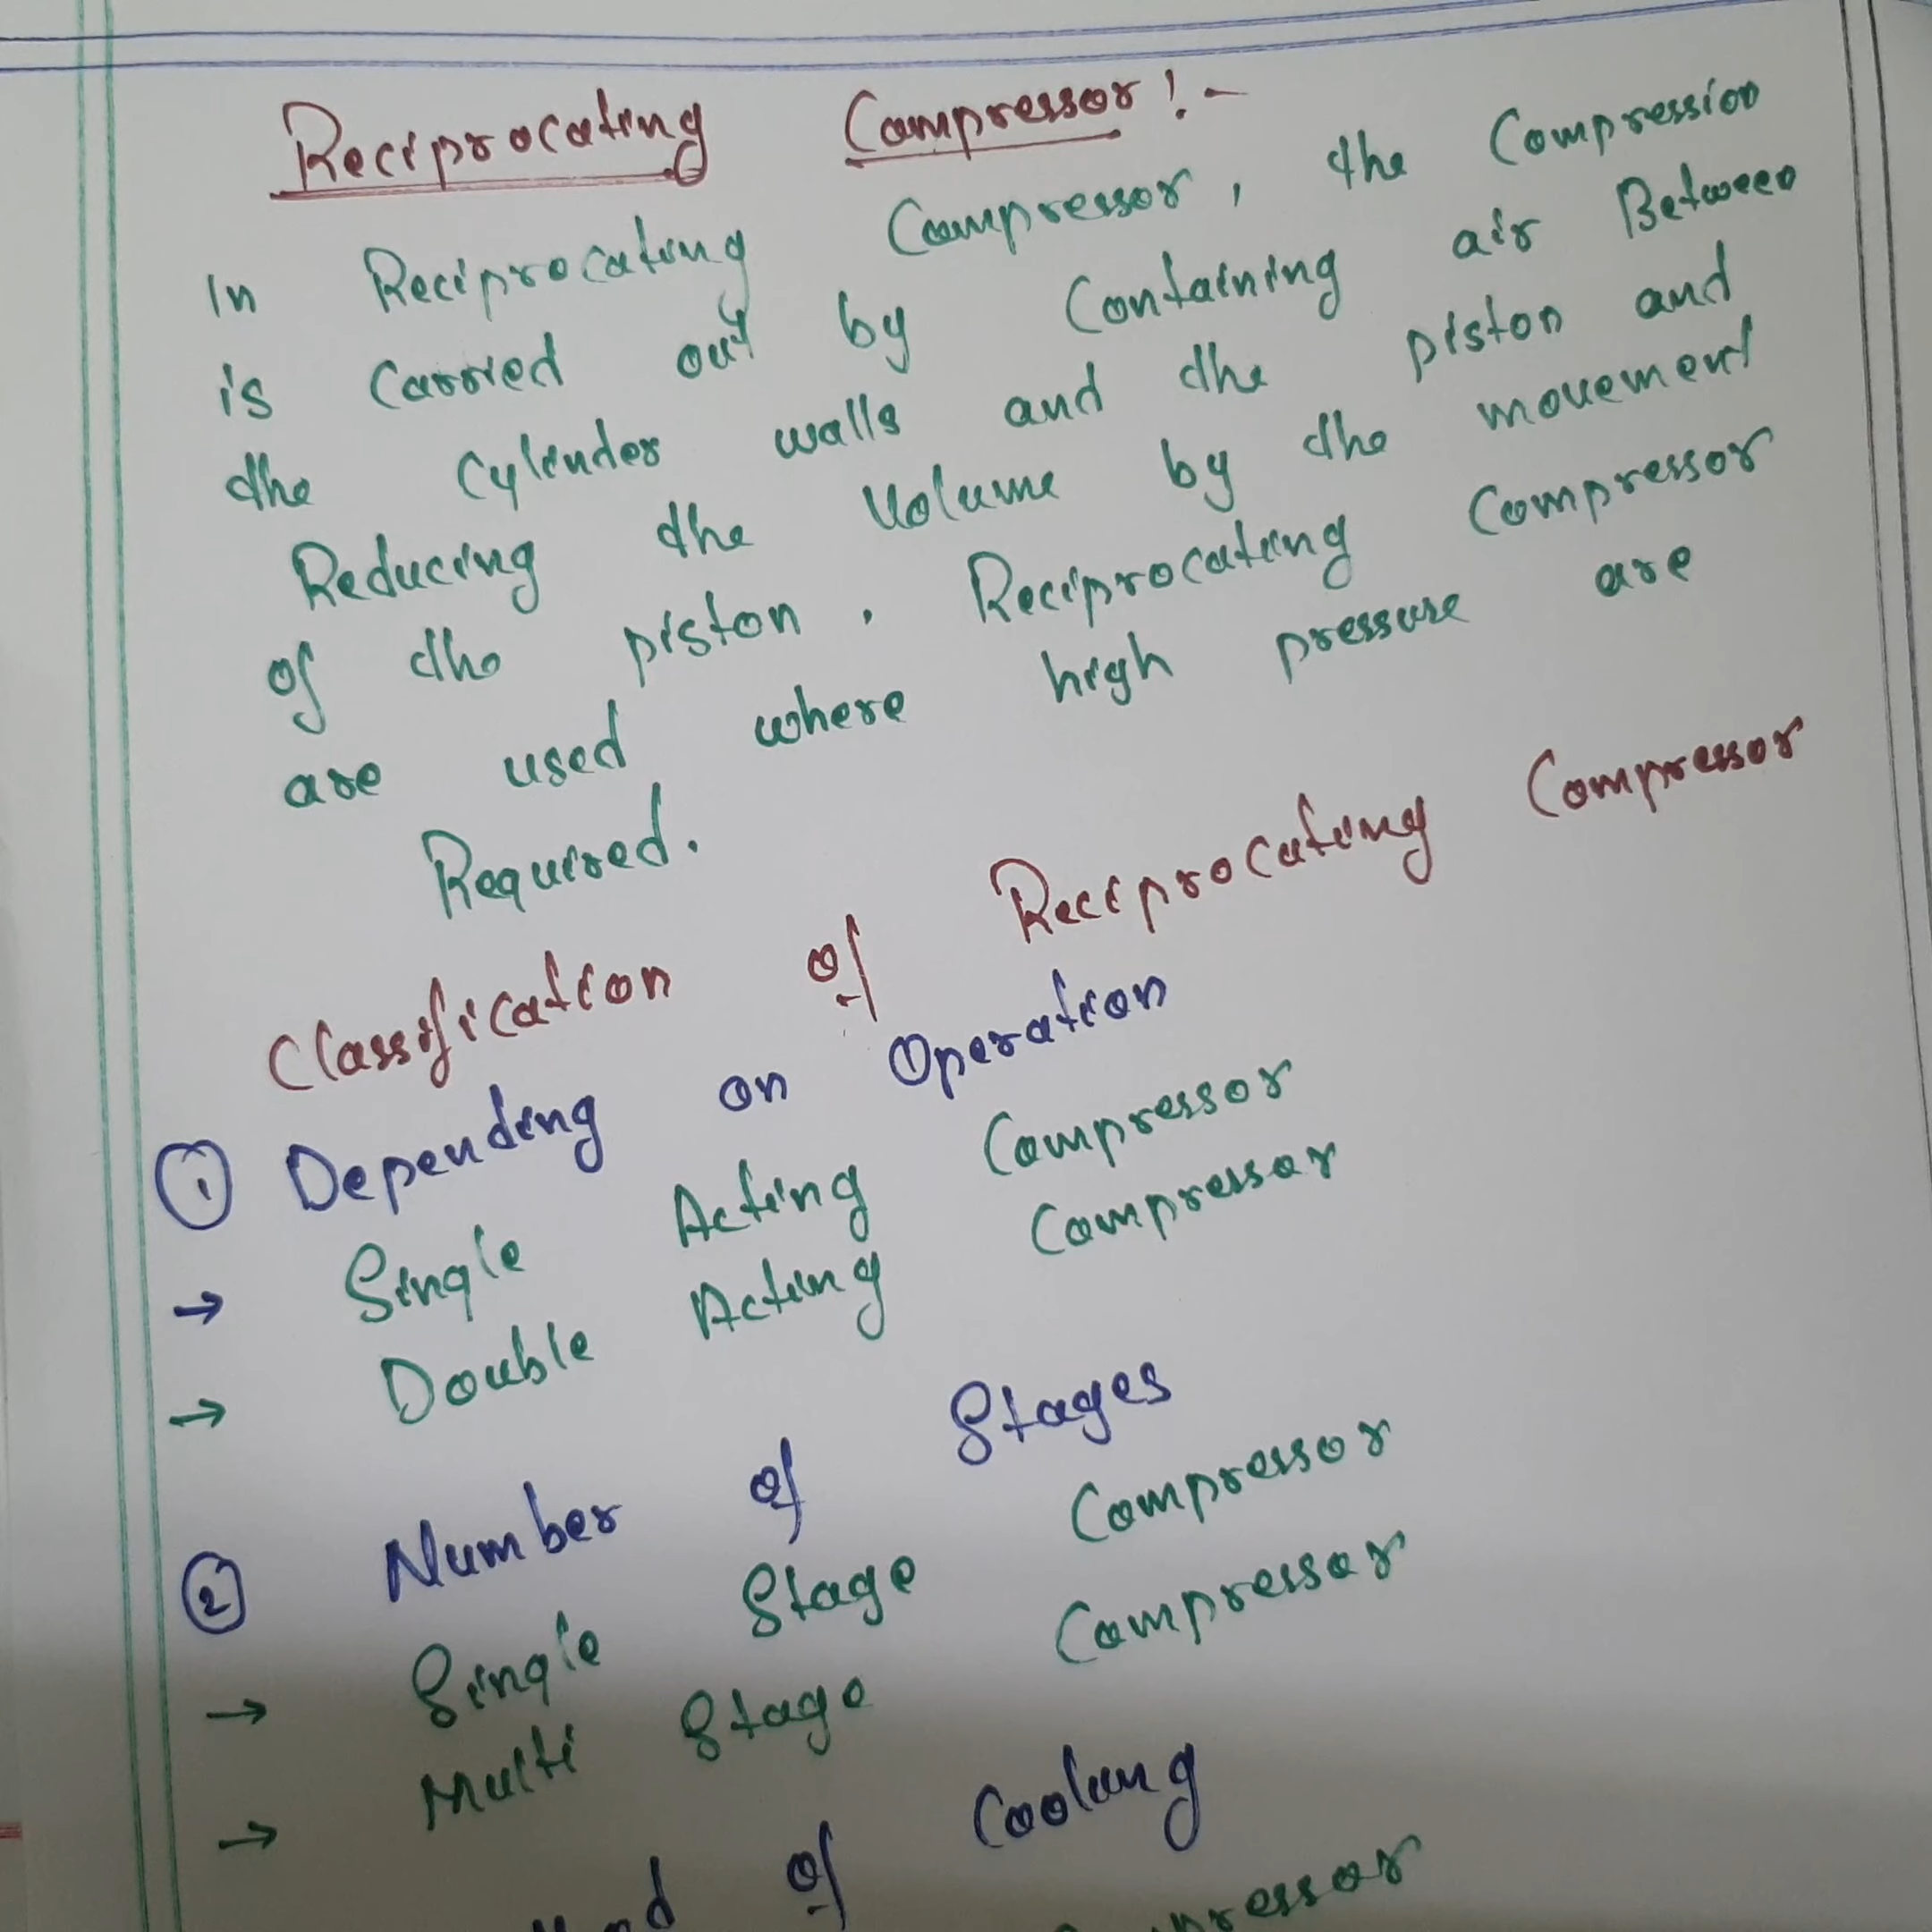 Reciprocating Compressor :-
In Reciprocating Compressor, the Compression
is Carried out by Containing air Between
the Cylinder walls and the piston and
Reducing the Volume by the movement
of the piston. Reciprocating Compressor
are used where high pressure are
Required.
Classification of Reciprocating Compressor
① Depending on Operation
→ Single Acting Compressor
→ Double Acting Compressor
② Number of Stages
→ Single Stage Compressor
→ Multi Stage Compressor
of Cooling